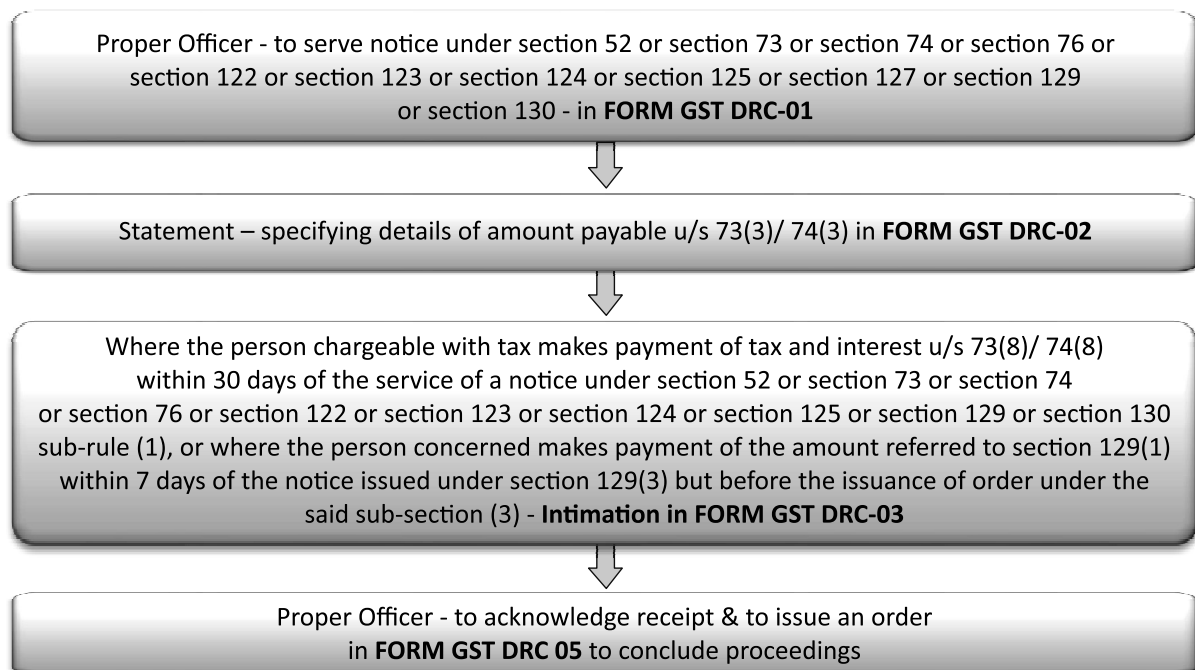 Proper Officer - to serve notice under section 52 or section 73 or section 74 or section 76 or
section 122 or section 123 or section 124 or section 125 or section 127 or section 129
or section 130 - in FORM GST DRC-01
Statement – specifying details of amount payable u/s 73(3)/ 74(3) in FORM GST DRC-02
Where the person chargeable with tax makes payment of tax and interest u/s 73(8)/ 74(8)
within 30 days of the service of a notice under section 52 or section 73 or section 74
or section 76 or section 122 or section 123 or section 124 or section 125 or section 129 or section 130
sub-rule (1), or where the person concerned makes payment of the amount referred to section 129(1)
within 7 days of the notice issued under section 129(3) but before the issuance of order under the
said sub-section (3) - Intimation in FORM GST DRC-03
Proper Officer - to acknowledge receipt & to issue an order
in FORM GST DRC 05 to conclude proceedings